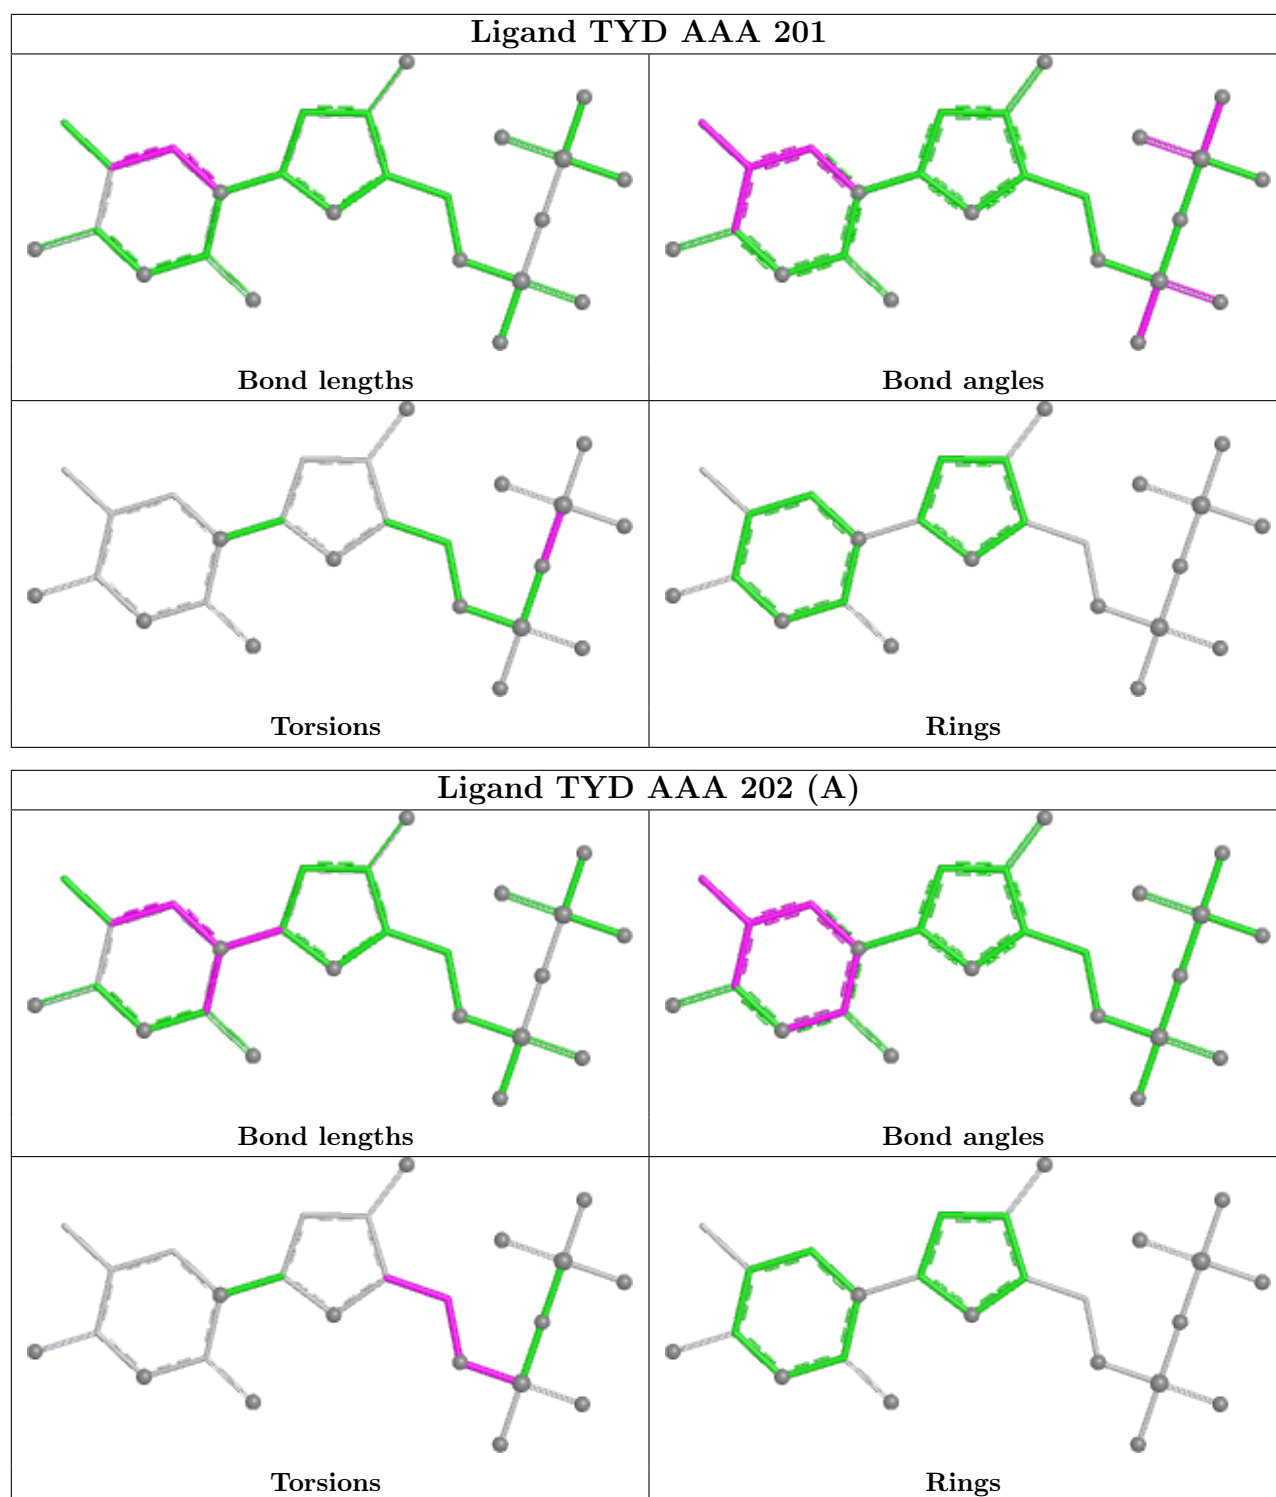 Ligand TYD AAA 201
Bond lengths
Bond angles
Torsions
Rings
Ligand TYD AAA 202 (A)
Bond lengths
Bond angles
Torsions
Rings